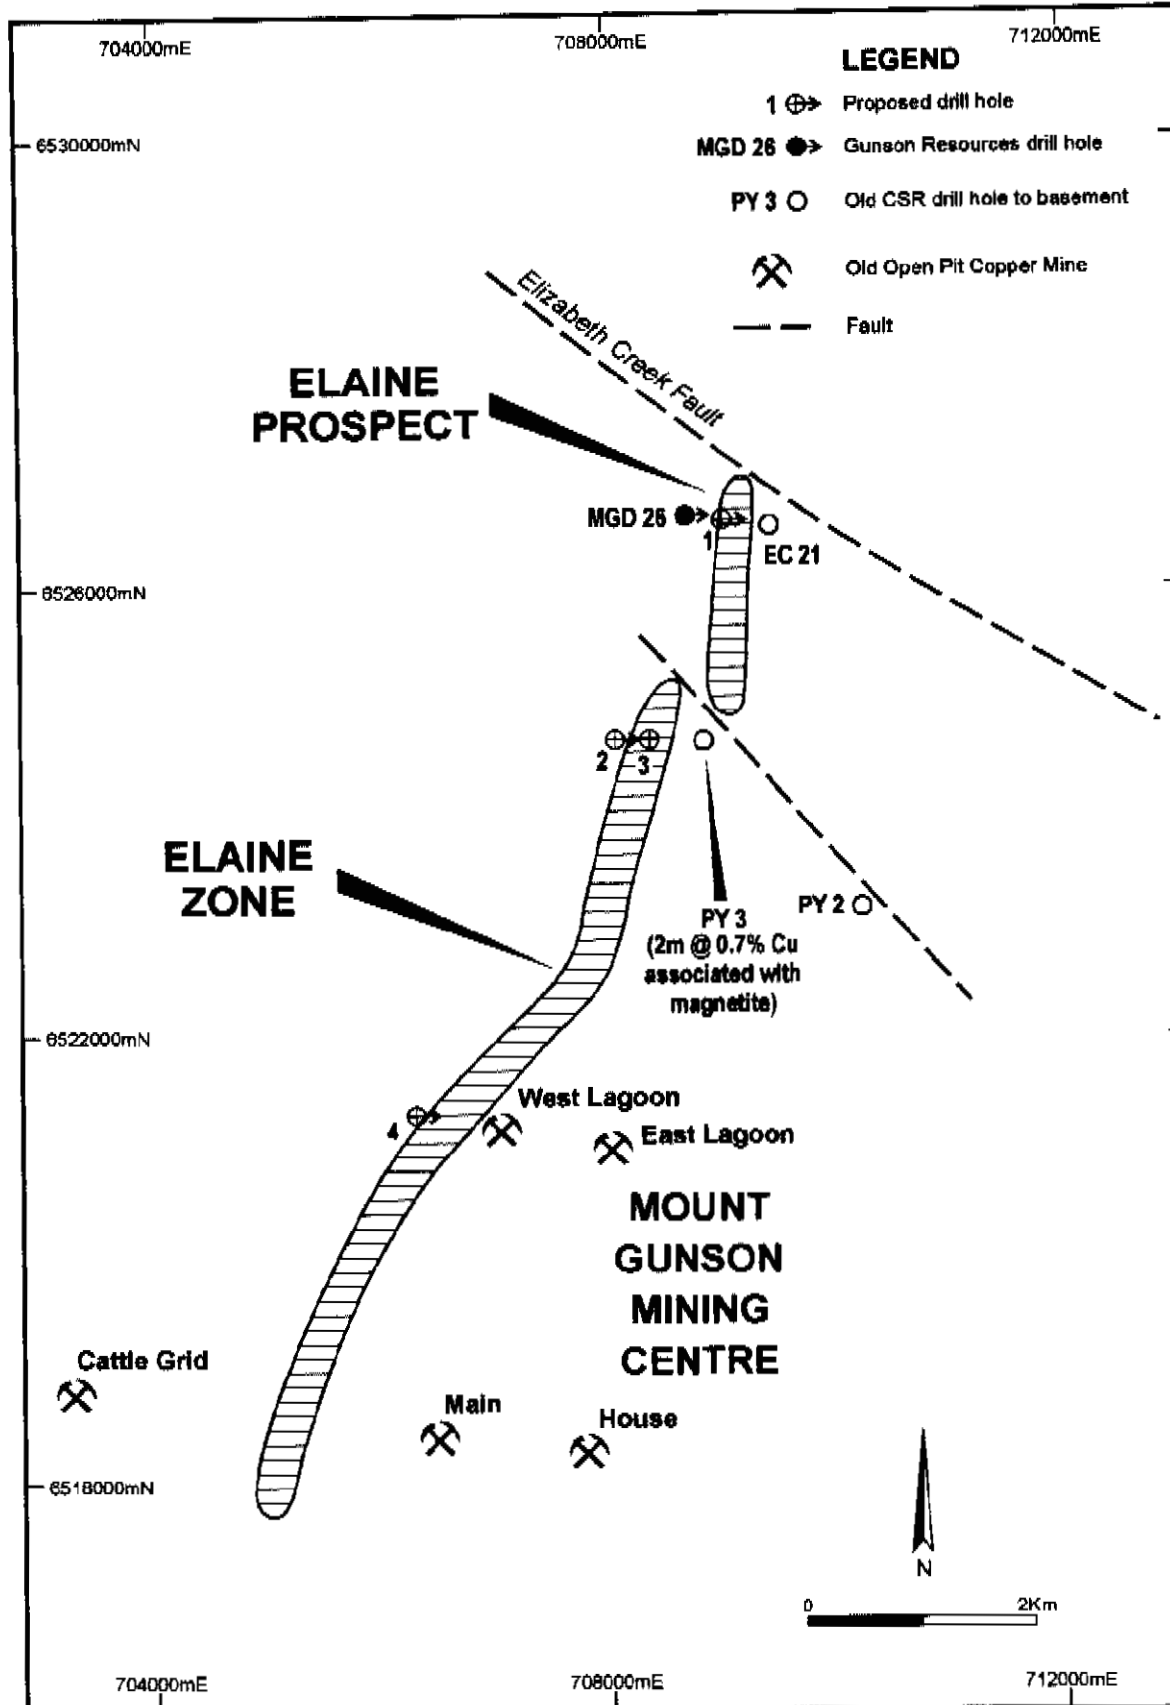 704000mE
708000mE
712000mE
LEGEND
1 Proposed drill hole
MGD 26 Gunson Resources drill hole
6530000mN
PY 3 Old CSR drill hole to basement
Old Open Pit Copper Mine
Fault
Elizabeth Creek Fault
ELAINE
PROSPECT
MGD 26
1
EC 21
6526000mN
2
3
ELAINE
ZONE
PY 2
PY 3
(2m @ 0.7% Cu
associated with
magnetite)
6522000mN
West Lagoon
4
East Lagoon
MOUNT
GUNSON
MINING
CENTRE
Cattle Grid
Main
House
6518000mN
N
0
2Km
704000mE
708000mE
712000mE